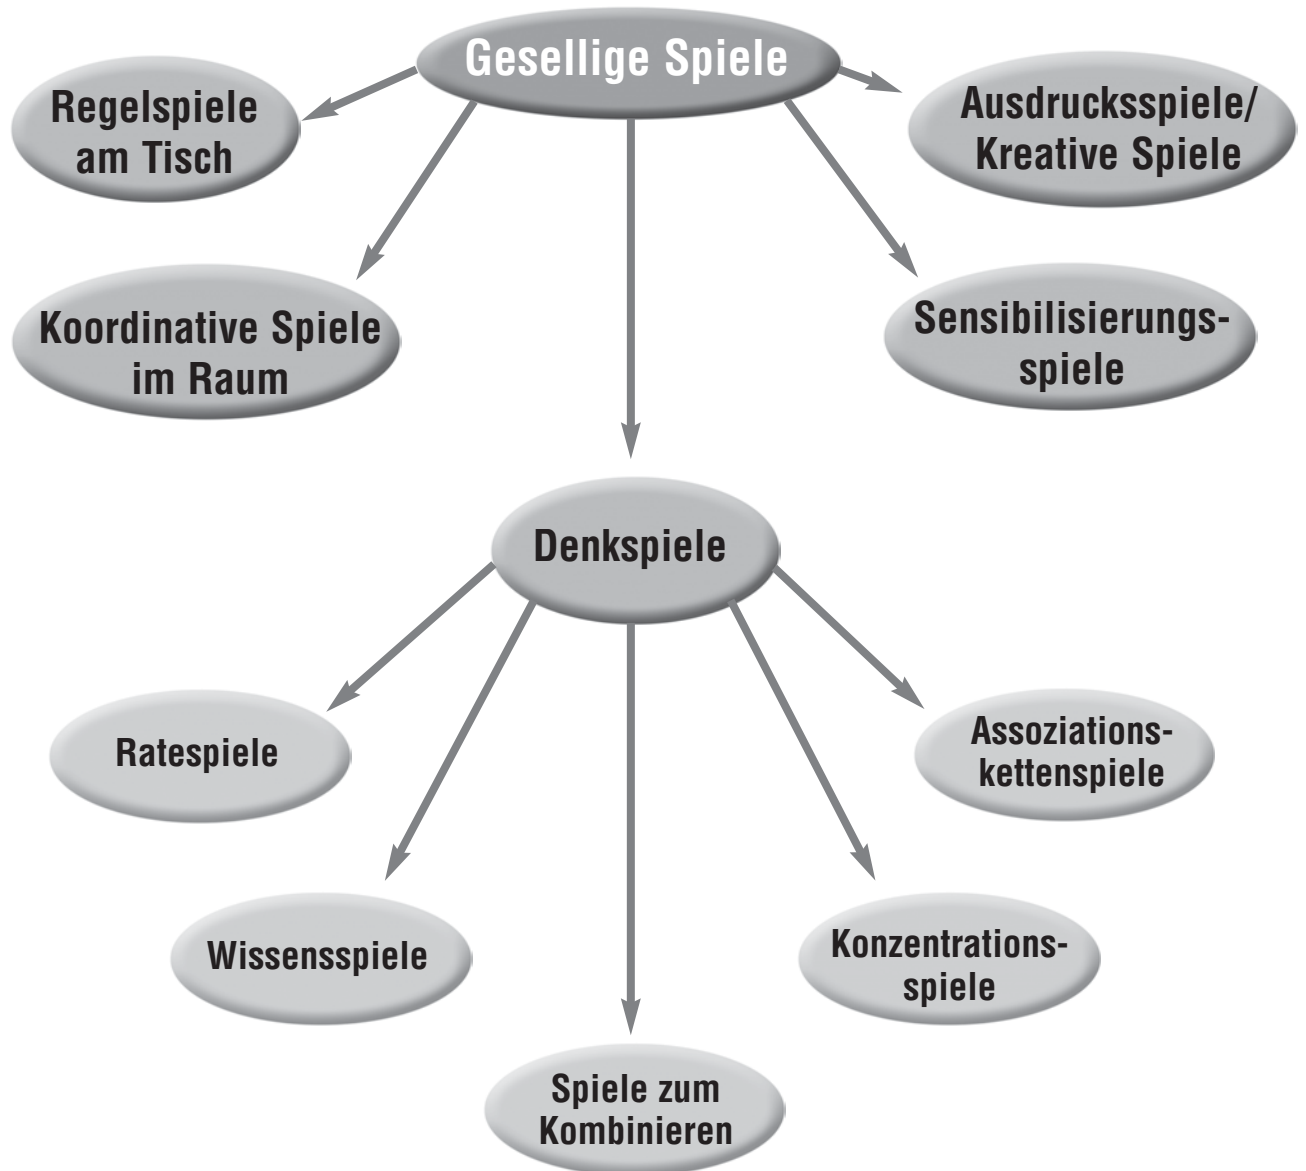 Gesellige Spiele
Regelspiele
am Tisch
Ausdrucksspiele/
Kreative Spiele
Koordinative Spiele
im Raum
Sensibilisierungs-
spiele
Denkspiele
Ratespiele
Assoziations-
kettenspiele
Wissensspiele
Konzentrations-
spiele
Spiele zum
Kombinieren